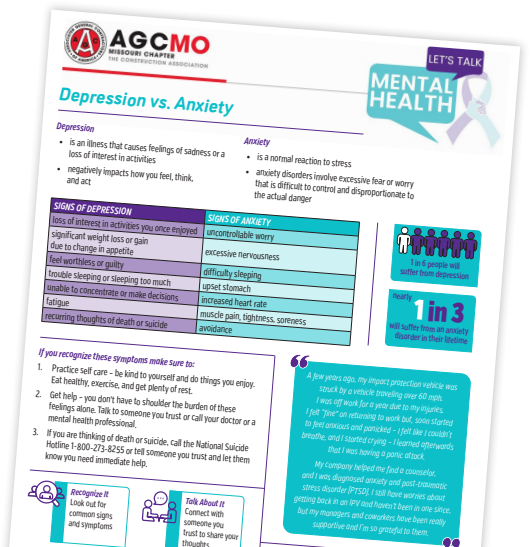 AGCMO
MISSOURI CHAPTER
THE CONSTRUCTION ASSOCIATION
LET'S TALK
MENTAL
HEALTH
Depression vs. Anxiety
Depression
• is an illness that causes feelings of sadness or a
loss of interest in activities
• negatively impacts how you feel, think,
and act
Anxiety
• is a normal reaction to stress
• anxiety disorders involve excessive fear or worry
that is difficult to control and disproportionate to
the actual danger
SIGNS OF DEPRESSION
SIGNS OF ANXIETY
loss of interest in activities you once enjoyed
uncontrollable worry
significant weight loss or gain
due to change in appetite
excessive nervousness
feel worthless or guilty
difficulty sleeping
trouble sleeping or sleeping too much
upset stomach
unable to concentrate or make decisions
increased heart rate
fatigue
muscle pain, tightness, soreness
recurring thoughts of death or suicide
avoidance
1 in 6 people will
suffer from depression
nearly
1 in 3
will suffer from an anxiety
disorder in their lifetime
If you recognize these symptoms make sure to:
1. Practice self care - be kind to yourself and do things you enjoy.
Eat healthy, exercise, and get plenty of rest.
2. Get help - you don't have to shoulder the burden of these
feelings alone. Talk to someone you trust or call your doctor or a
mental health professional.
3. If you are thinking of death or suicide, call the National Suicide
Hotline 1-800-273-8255 or tell someone you trust and let them
know you need immediate help.
“
A few years ago, my impact protection vehicle was
struck by a vehicle traveling over 60 mph.
I was off work for a year due to my injuries.
I felt "fine" on returning to work but, soon started
to feel anxious and panicked - I felt like I couldn't
breathe, and I started crying - I learned afterwards
that I was having a panic attack.
My company helped me find a counselor,
and I was diagnosed anxiety and post-traumatic
stress disorder [PTSD]. I still have worries about
getting back in an IPV and haven't been in one since,
but my managers and coworkers have been really
supportive and I'm so grateful to them.
”
Recognize It
Look out for
common signs
and symptoms
Talk About It
Connect with
someone you
trust to share your
thoughts